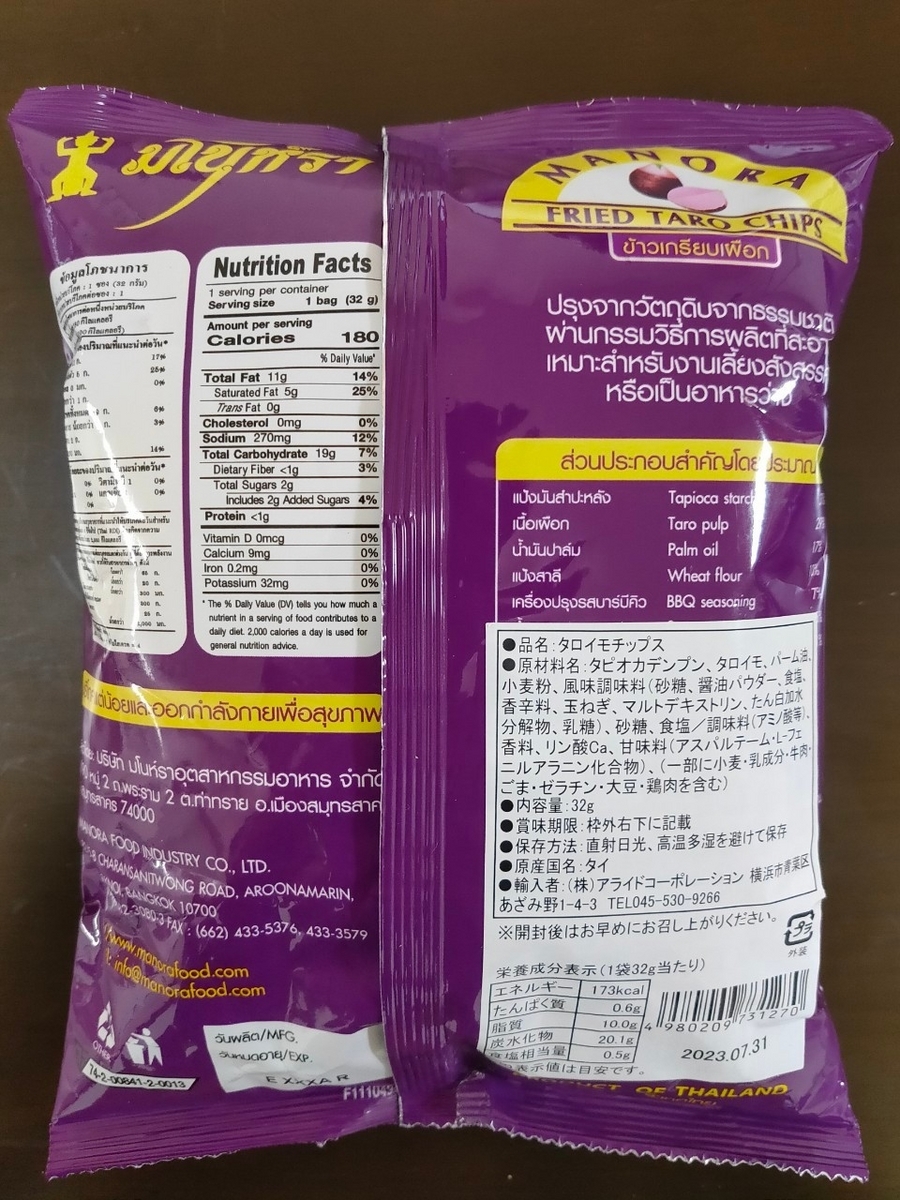 มโนห์รา
ข้อมูลโภชนาการ
Nutrition Facts
1 serving per container
Serving size 1 bag (32 g)
Amount per serving
Calories 180
% Daily Value*
Total Fat 11g 14%
Saturated Fat 5g 25%
Trans Fat 0g
Cholesterol 0mg 0%
Sodium 270mg 12%
Total Carbohydrate 19g 7%
Dietary Fiber <1g 3%
Total Sugars 2g
Includes 2g Added Sugars 4%
Protein <1g
Vitamin D 0mcg 0%
Calcium 9mg 0%
Iron 0.2mg 0%
Potassium 32mg 0%
* The % Daily Value (DV) tells you how much a
nutrient in a serving of food contributes to a
daily diet. 2,000 calories a day is used for
general nutrition advice.
น้อยและออกกำลังกายเพื่อสุขภาพ
บริษัท มโนห์ราอุตสาหกรรมอาหาร จำกัด
หมู่ 2 ถ.พระราม 2 ต.ท่าทราย อ.เมืองสมุทรสาคร
74000
MANORA FOOD INDUSTRY CO., LTD.
CHARANSANITWONG ROAD, AROONAMARIN,
BANGKOK 10700
FAX : (662) 433-5376, 433-3579
www.manorafood.com
info@manorafood.com
74-2-00841-2-0013
วันผลิต/MFG.
วันหมดอายุ/EXP.
MANORA
FRIED TARO CHIPS
ข้าวเกรียบเผือก
ปรุงจากวัตถุดิบจากธรรมชาติ
ผ่านกรรมวิธีการผลิตที่สะอา
เหมาะสำหรับงานเลี้ยงสังสรร
หรือเป็นอาหารว่าง
ส่วนประกอบสำคัญโดยประมาณ
แป้งมันสำปะหลัง Tapioca starch
เนื้อเผือก Taro pulp
น้ำมันปาล์ม Palm oil
แป้งสาลี Wheat flour
เครื่องปรุงรสบาร์บีคิว BBQ seasoning
●品名:タロイモチップス
●原材料名:タピオカデンプン、タロイモ、パーム油、
小麦粉、風味調味料(砂糖、醤油パウダー、食塩、
香辛料、玉ねぎ、マルトデキストリン、たん白加水
分解物、乳糖)、砂糖、食塩/調味料(アミノ酸等)、
香料、リン酸Ca、甘味料(アスパルテーム・L-フェ
ニルアラニン化合物)、(一部に小麦・乳成分・牛肉・
ごま・ゼラチン・大豆・鶏肉を含む)
●内容量:32g
●賞味期限:枠外右下に記載
●保存方法:直射日光、高温多湿を避けて保存
●原産国名:タイ
●輸入者:(株)アライドコーポレーション 横浜市青葉区
あざみ野1-4-3 TEL045-530-9266
※開封後はお早めにお召し上がりください。
プラ
外装
栄養成分表示(1袋32g当たり)
エネルギー 173kcal
たんぱく質 0.6g
脂質 10.0g
炭水化物 20.1g
食塩相当量 0.5g
表示値は目安です。
4 980209 731270
2023.07.31
PRODUCT OF THAILAND